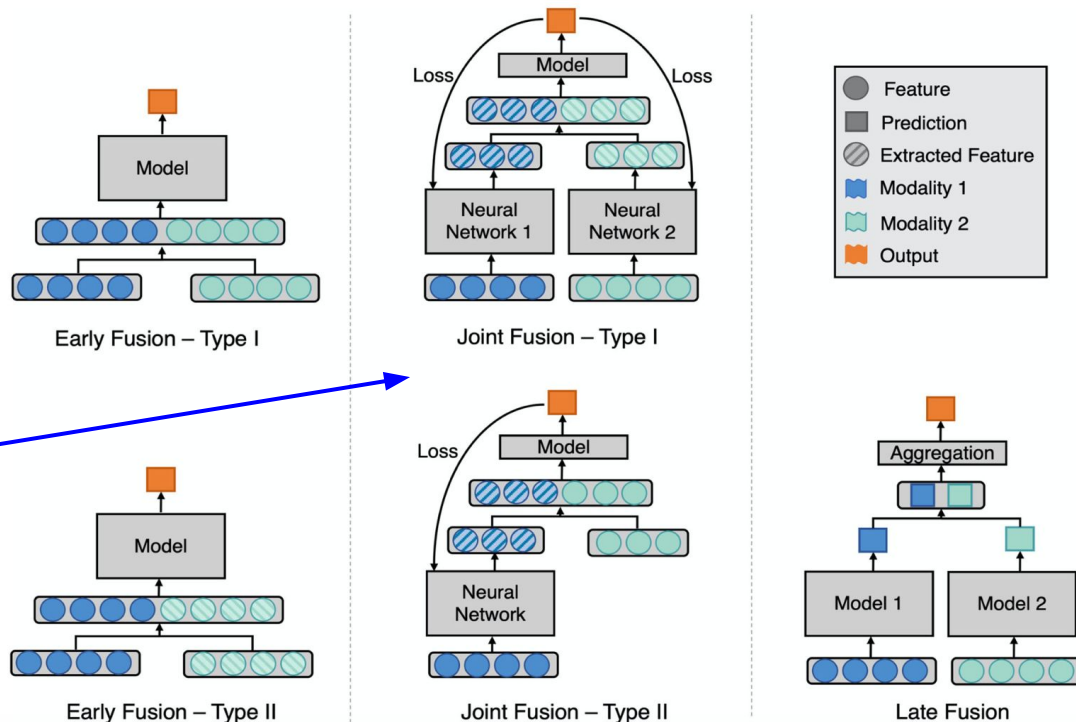 Model
Early Fusion – Type I
Loss
Model
Loss
Neural
Network 1
Neural
Network 2
Joint Fusion – Type I
Feature
Prediction
Extracted Feature
Modality 1
Modality 2
Output
Model
Early Fusion – Type II
Loss
Model
Neural
Network
Joint Fusion – Type II
Aggregation
Model 1
Model 2
Late Fusion